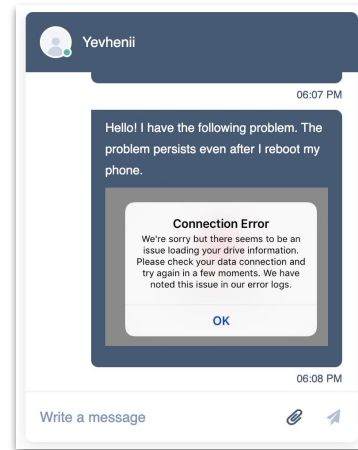 Yevhenii
06:07 PM
Hello! I have the following problem. The
problem persists even after I reboot my
phone.
Connection Error
We're sorry but there seems to be an
issue loading your drive information.
Please check your data connection and
try again in a few moments. We have
noted this issue in our error logs.
OK
06:08 PM
Write a message